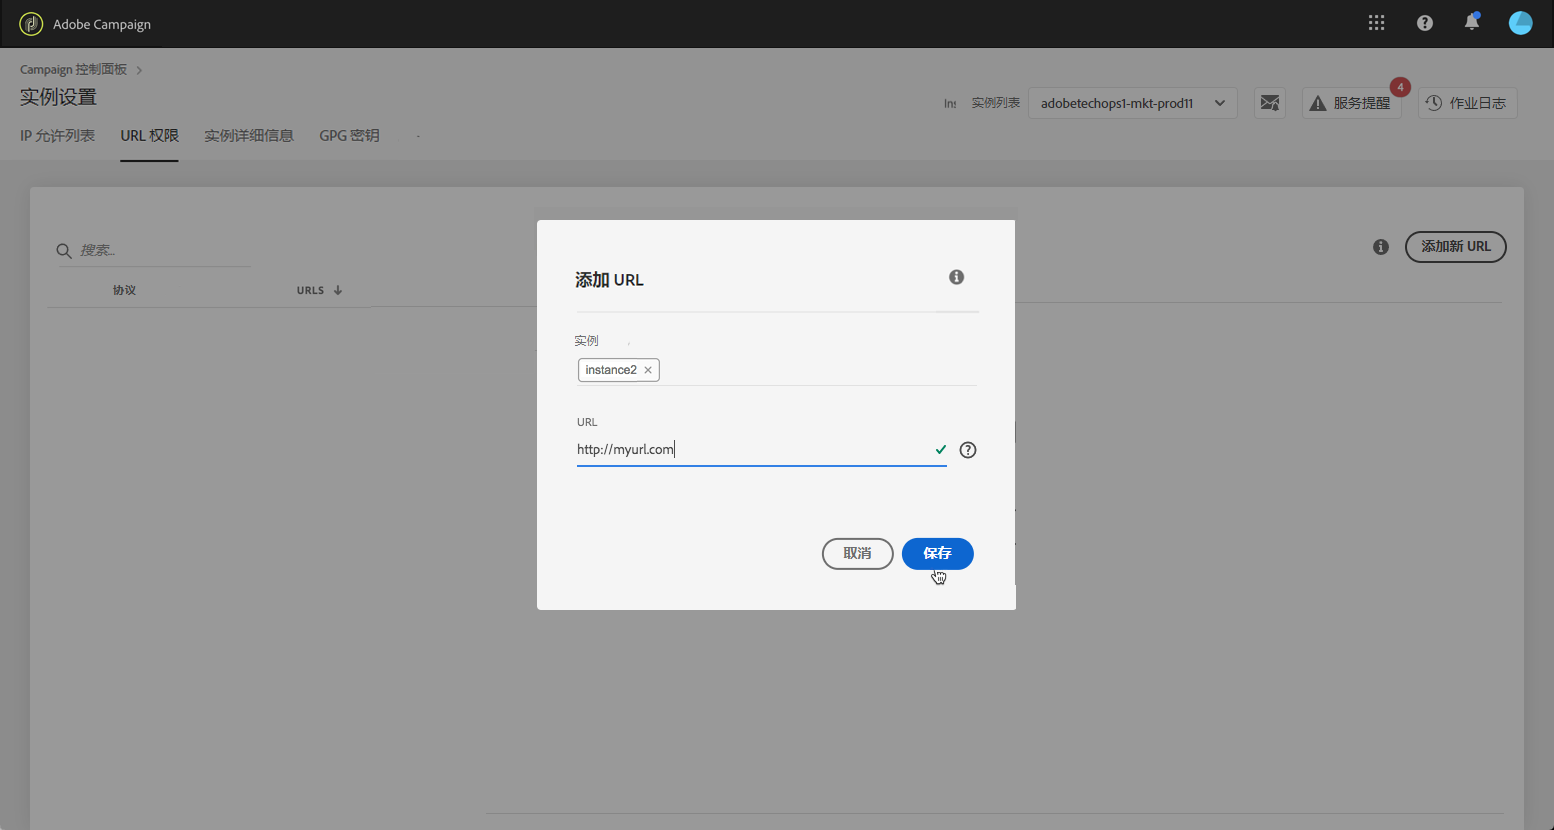 Adobe Campaign
Campaign 控制面板
实例设置
Ins 实例列表 adobetechops1-mkt-prod11 服务提醒 4 作业日志
IP 允许列表 URL 权限 实例详细信息 GPG 密钥
搜索..
添加新 URL
协议 URLS
添加 URL
实例
instance2
URL
http://myurl.com
取消 保存